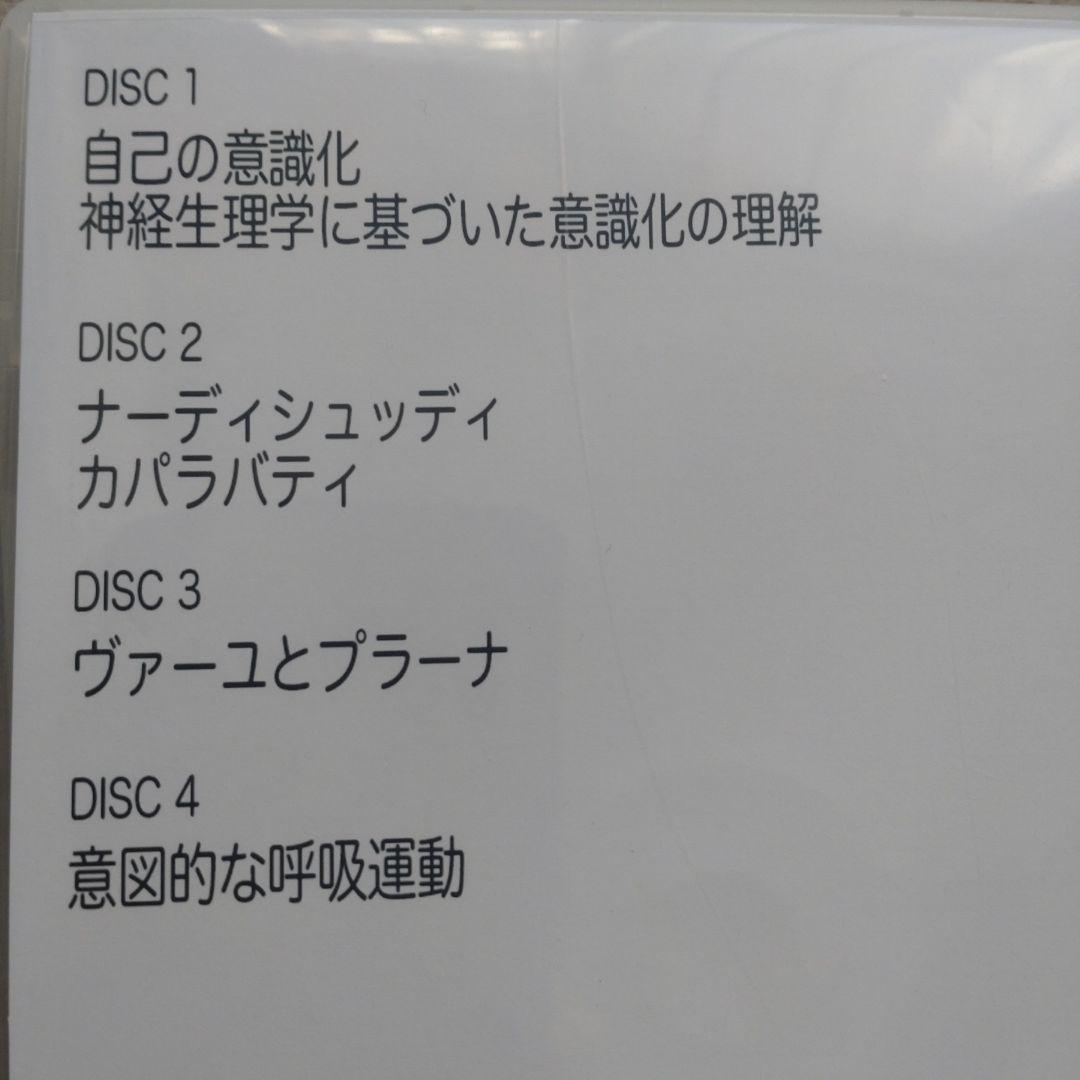 DISC 1
自己の意識化
神経生理学に基づいた意識化の理解
DISC 2
ナーディシュッディ
カパラバティ
DISC 3
ヴァーユとプラーナ
DISC 4
意図的な呼吸運動